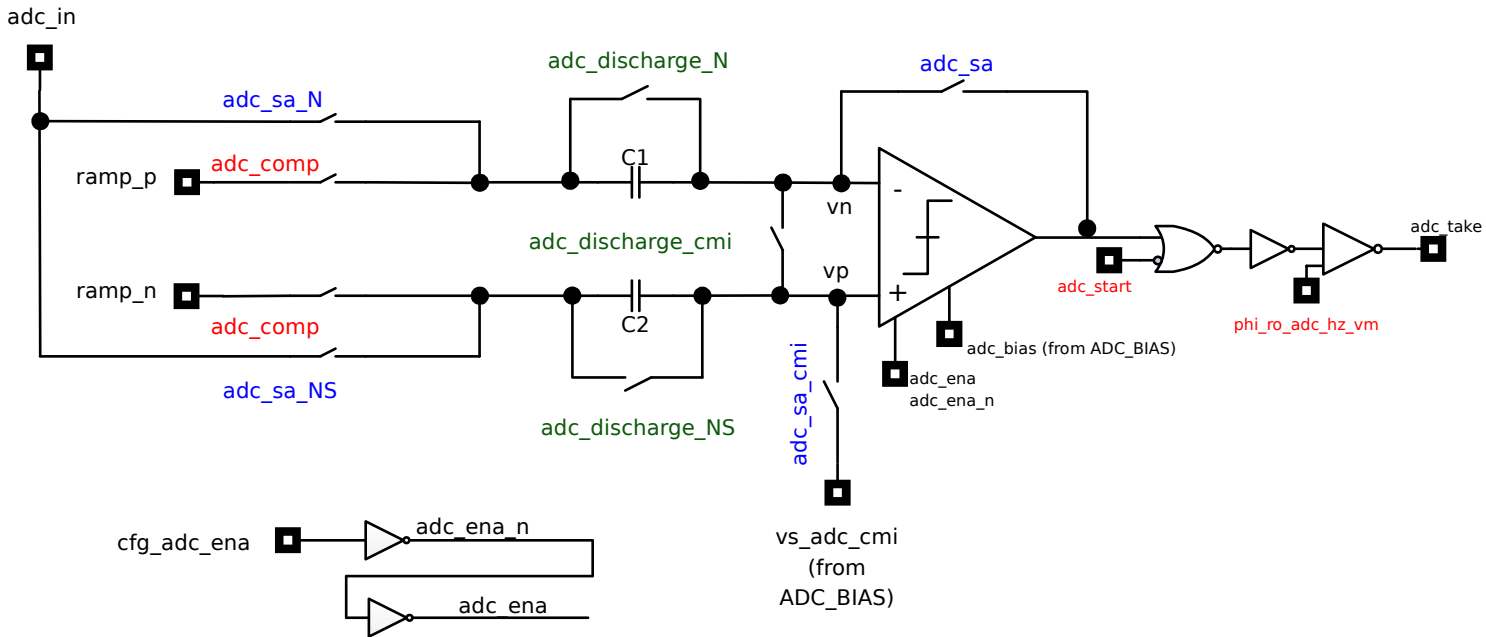 adc_in
adc_discharge_N
adc_sa
adc_sa_N
C1
ramp_p
adc_comp
-
vn
adc_take
adc_discharge_cmi
vp
ramp_n
adc_start
+
adc_comp
C2
phi_ro_adc_hz_vm
adc_bias (from ADC_BIAS)
adc_ena
adc_ena_n
adc_sa_NS
adc_sa_cmi
adc_discharge_NS
cfg_adc_ena
adc_ena_n
adc_ena
vs_adc_cmi
(from
ADC_BIAS)